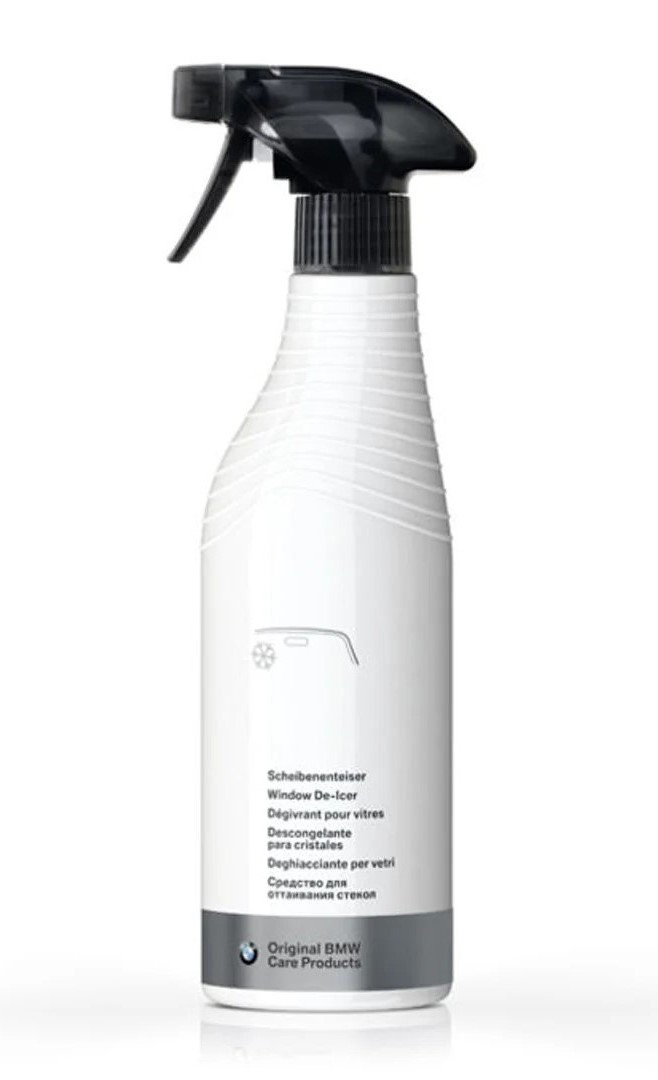 Scheibenenteiser
Window De-Icer
Dégivrant pour vitres
Descongelante
para cristales
Deghiacciante per vetri
Средство для
оттаивания стекол
Original BMW
Care Products